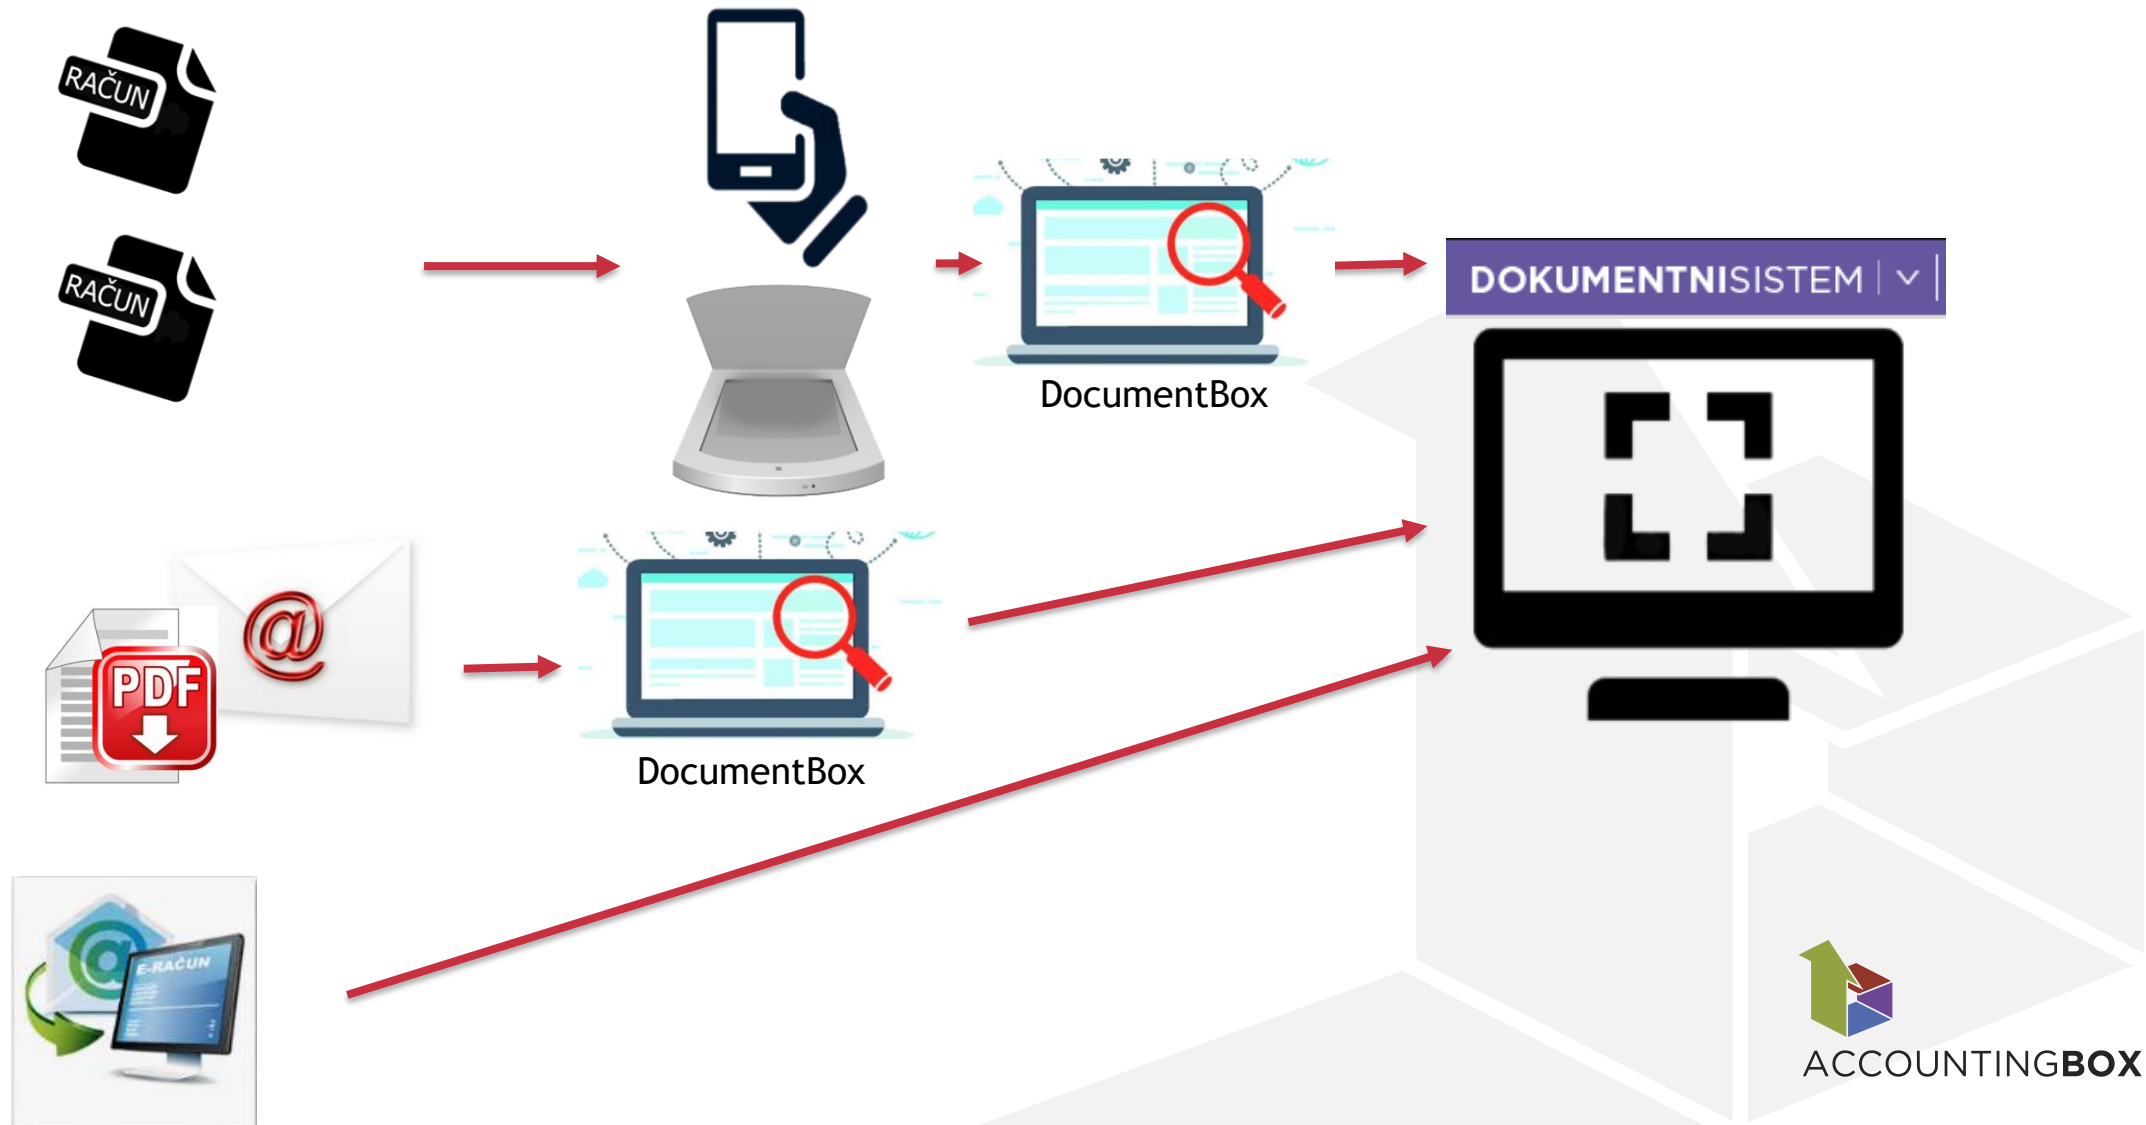 RAČUN
RAČUN
DOKUMENTNISISTEM
DocumentBox
@
PDF
DocumentBox
@
E-RAČUN
ACCOUNTINGBOX